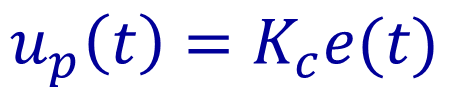 u_p(t) = K_c e(t)